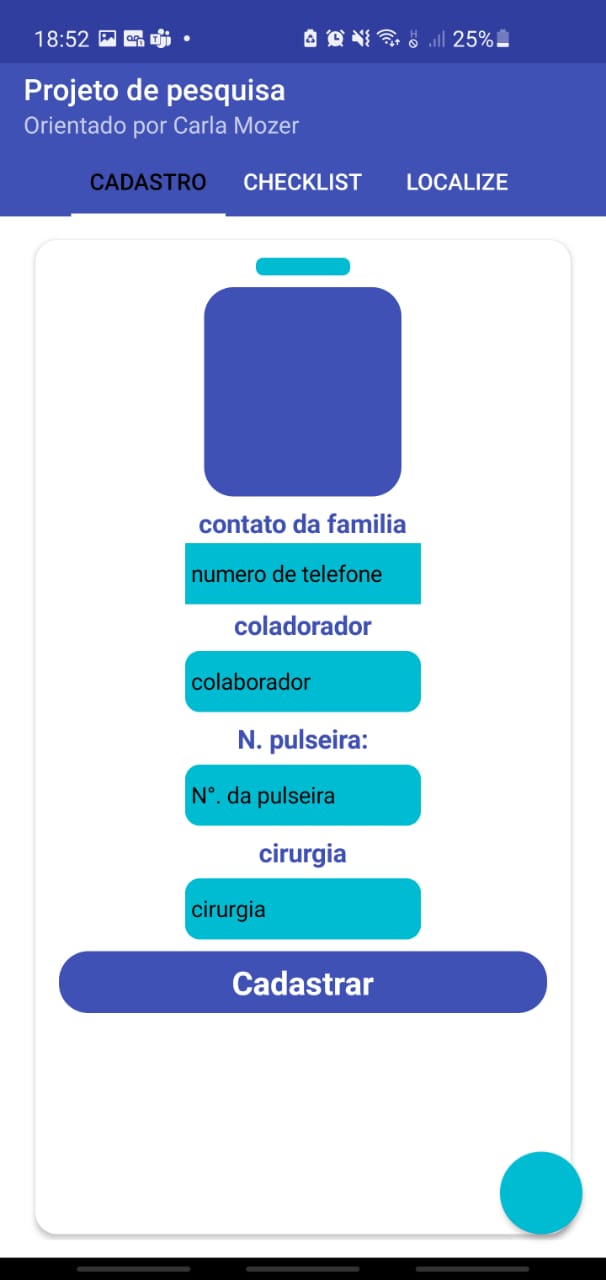 18:52
25%
Projeto de pesquisa
Orientado por Carla Mozer
CADASTRO CHECKLIST LOCALIZE
contato da familia
numero de telefone
coladorador
colaborador
N. pulseira:
N°. da pulseira
cirurgia
cirurgia
Cadastrar